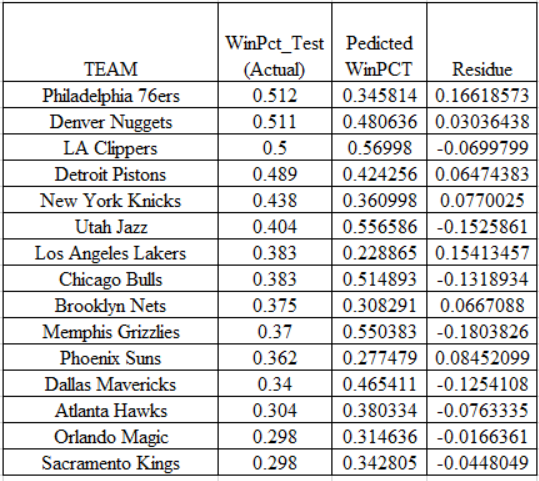 TEAM WinPct_Test (Actual) Pedicted WinPCT Residue
Philadelphia 76ers 0.512 0.345814 0.16618573
Denver Nuggets 0.511 0.480636 0.03036438
LA Clippers 0.5 0.56998 -0.0699799
Detroit Pistons 0.489 0.424256 0.06474383
New York Knicks 0.438 0.360998 0.0770025
Utah Jazz 0.404 0.556586 -0.1525861
Los Angeles Lakers 0.383 0.228865 0.15413457
Chicago Bulls 0.383 0.514893 -0.1318934
Brooklyn Nets 0.375 0.308291 0.0667088
Memphis Grizzlies 0.37 0.550383 -0.1803826
Phoenix Suns 0.362 0.277479 0.08452099
Dallas Mavericks 0.34 0.465411 -0.1254108
Atlanta Hawks 0.304 0.380334 -0.0763335
Orlando Magic 0.298 0.314636 -0.0166361
Sacramento Kings 0.298 0.342805 -0.0448049